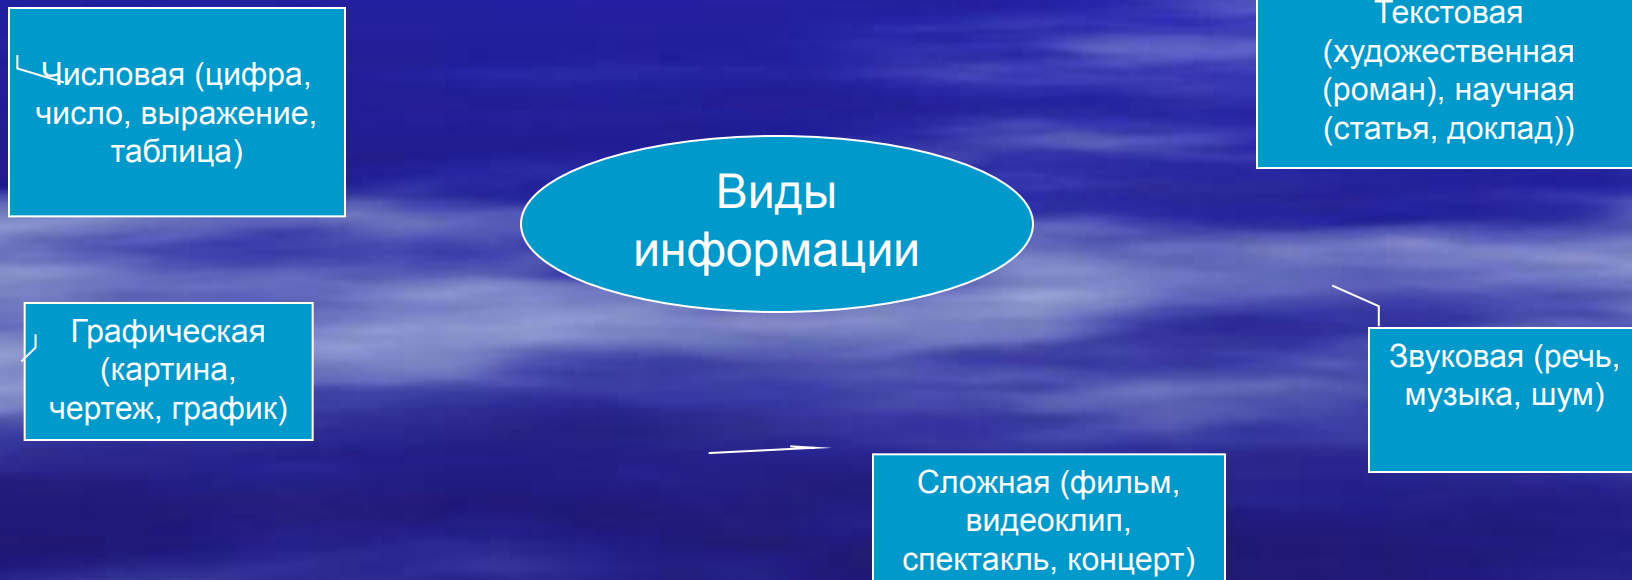 Числовая (цифра,
число, выражение,
таблица)
Текстовая
(художественная
(роман), научная
(статья, доклад))
Виды
информации
Графическая
(картина,
чертеж, график)
Звуковая (речь,
музыка, шум)
Сложная (фильм,
видеоклип,
спектакль, концерт)